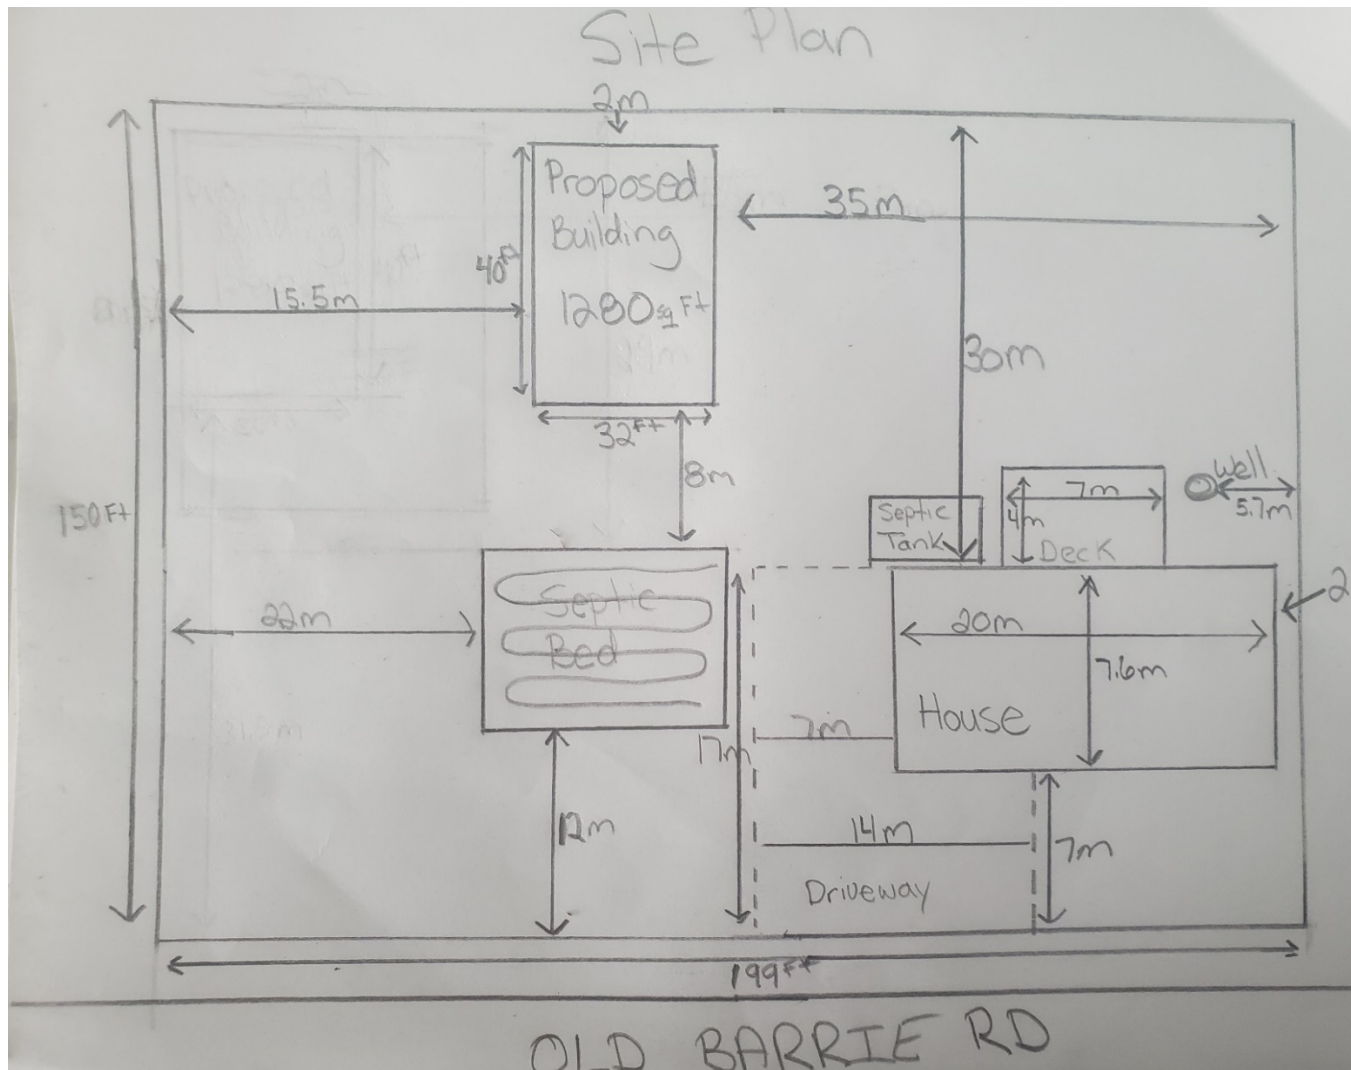 Site Plan
2m
Proposed
Building
1280 sq Ft
40ft
32ft
15.5m
35m
30m
8m
150Ft
Septic
Tank
7m
4m
Deck
Well
5.7m
2
22m
Septic
Bed
17m
7m
20m
7.6m
House
12m
14m
7m
Driveway
199Ft
OLD BARRIE RD